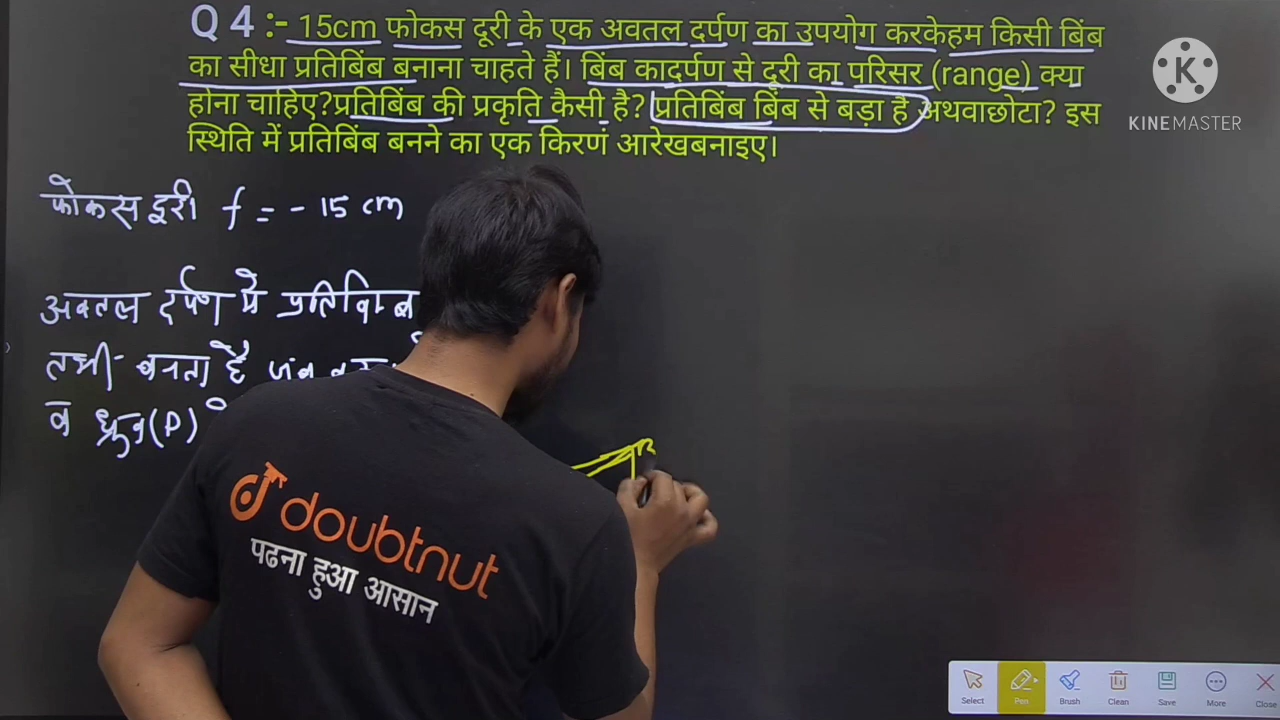 Q 4 :- 15cm फोकस दूरी के एक अवतल दर्पण का उपयोग करकेहम किसी बिंब
का सीधा प्रतिबिंब बनाना चाहते हैं। बिंब कादर्पण से दूरी का परिसर (range) क्या
होना चाहिए?प्रतिबिंब की प्रकृति कैसी है? प्रतिबिंब बिंब से बड़ा है अथवाछोटा? इस
स्थिति में प्रतिबिंब बनने का एक किरण आरेखबनाइए।
K
KINEMASTER
फोकस दूरी f = - 15 cm
अवतल दर्पण मे प्रतिबिम्ब
तभी बनता है जब
व ध्रुव(P)
doubtnut
पढना हुआ आसान
Select
Pen
Brush
Clean
Save
More
Close